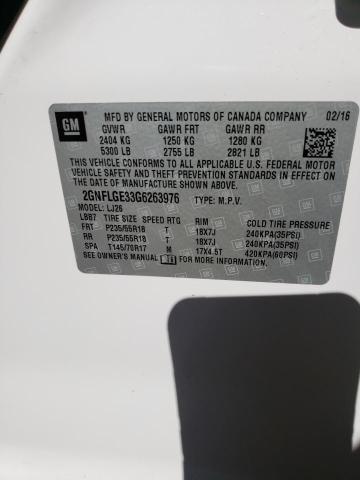 GM
MFD BY GENERAL MOTORS OF CANADA COMPANY 02/16
GVWR GAWR FRT GAWR RR
2404 KG 1250 KG 1280 KG
5300 LB 2755 LB 2821 LB
THIS VEHICLE CONFORMS TO ALL APPLICABLE U.S. FEDERAL MOTOR
VEHICLE SAFETY AND THEFT PREVENTION STANDARDS IN EFFECT ON
THE DATE OF MANUFACTURE SHOWN ABOVE.
2GNFLGE33G6263976 TYPE: M.P.V.
MODEL: LJ26
LBB7 TIRE SIZE SPEED RTG RIM COLD TIRE PRESSURE
FRT P235/55R18 T 18X7J 240KPA(35PSI)
RR P235/55R18 T 18X7J 240KPA(35PSI)
SPA T145/70R17 M 17X4.5T 420KPA(60PSI)
SEE OWNER'S MANUAL FOR MORE INFORMATION.